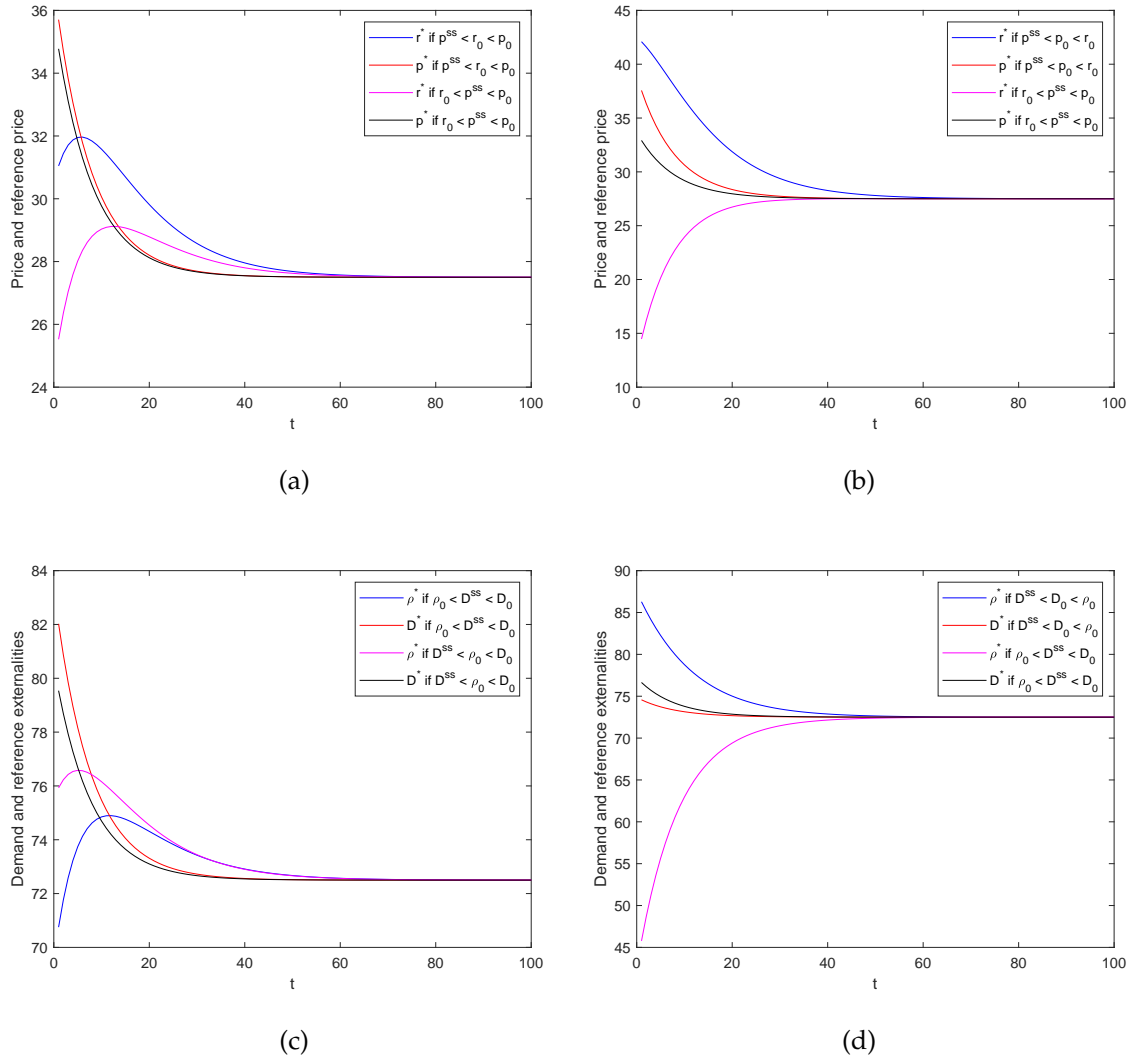 36
34
32
30
28
26
24
Price and reference price
0 20 40 60 80 100
t
r* if p^ss < r_0 < p_0
p* if p^ss < r_0 < p_0
r* if r_0 < p^ss < p_0
p* if r_0 < p^ss < p_0
(a)
45
40
35
30
25
20
15
10
Price and reference price
0 20 40 60 80 100
t
r* if p^ss < p_0 < r_0
p* if p^ss < p_0 < r_0
r* if r_0 < p^ss < p_0
p* if r_0 < p^ss < p_0
(b)
84
82
80
78
76
74
72
70
Demand and reference externalities
0 20 40 60 80 100
t
ρ* if ρ_0 < D^ss < D_0
D* if ρ_0 < D^ss < D_0
ρ* if D^ss < ρ_0 < D_0
D* if D^ss < ρ_0 < D_0
(c)
90
85
80
75
70
65
60
55
50
45
Demand and reference externalities
0 20 40 60 80 100
t
ρ* if D^ss < D_0 < ρ_0
D* if D^ss < D_0 < ρ_0
ρ* if ρ_0 < D^ss < D_0
D* if ρ_0 < D^ss < D_0
(d)